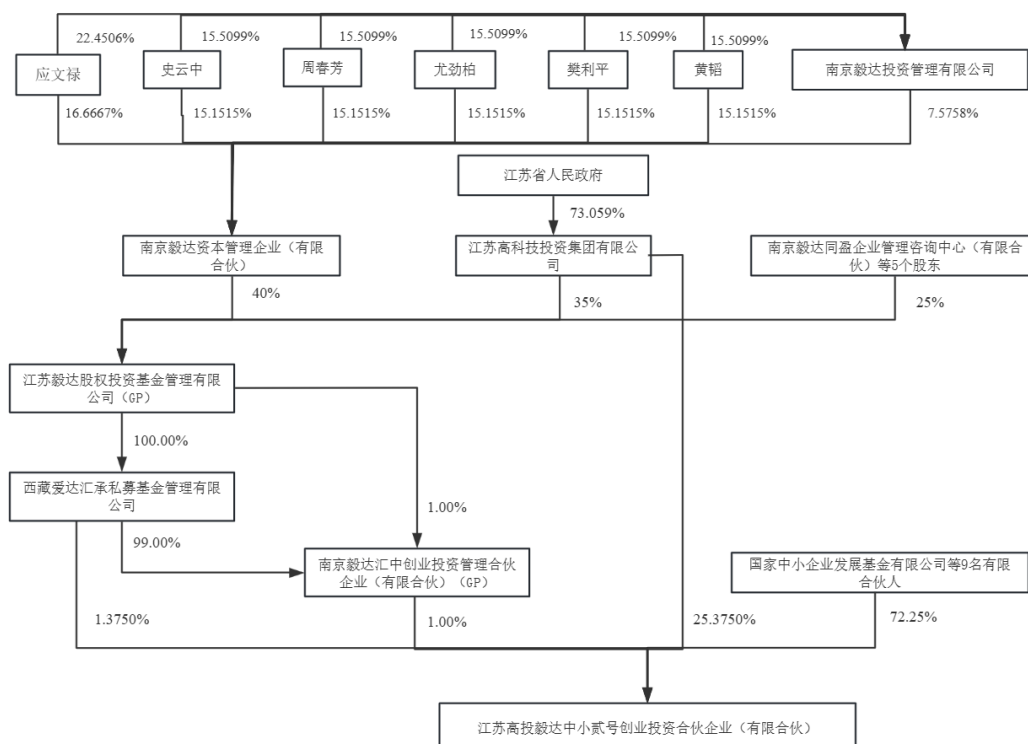 22.4506%
15.5099%
15.5099%
15.5099%
15.5099%
15.5099%
应文禄
史云中
周春芳
尤劲柏
樊利平
黄韬
南京毅达投资管理有限公司
16.6667%
15.1515%
15.1515%
15.1515%
15.1515%
15.1515%
7.5758%
江苏省人民政府
73.059%
南京毅达资本管理企业（有限
合伙）
江苏高科技投资集团有限公
司
南京毅达同盈企业管理咨询中心（有限合
伙）等5个股东
40%
35%
25%
江苏毅达股权投资基金管理有限
公司（GP）
100.00%
西藏爱达汇承私募基金管理有限
公司
1.00%
99.00%
南京毅达汇中创业投资管理合伙
企业（有限合伙）（GP）
国家中小企业发展基金有限公司等9名有限
合伙人
1.3750%
1.00%
25.3750%
72.25%
江苏高投毅达中小贰号创业投资合伙企业（有限合伙）